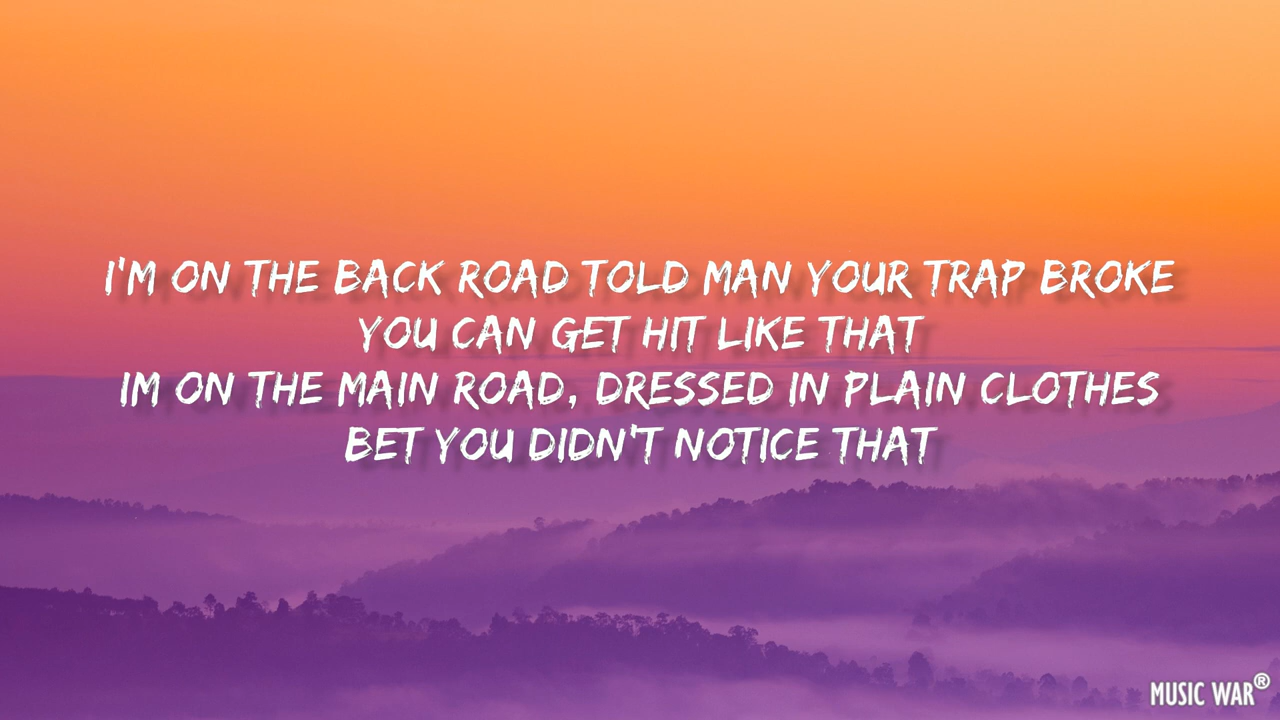 I'M ON THE BACK ROAD TOLD MAN YOUR TRAP BROKE
YOU CAN GET HIT LIKE THAT
IM ON THE MAIN ROAD, DRESSED IN PLAIN CLOTHES
BET YOU DIDN'T NOTICE THAT
MUSIC WAR®